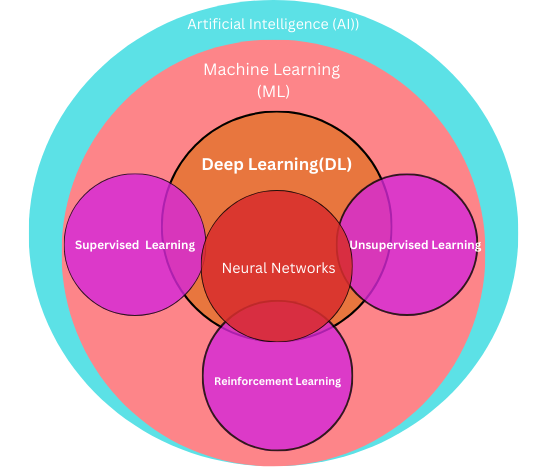 Artificial Intelligence (AI))
Machine Learning
(ML)
Deep Learning(DL)
Supervised Learning
Unsupervised Learning
Neural Networks
Reinforcement Learning